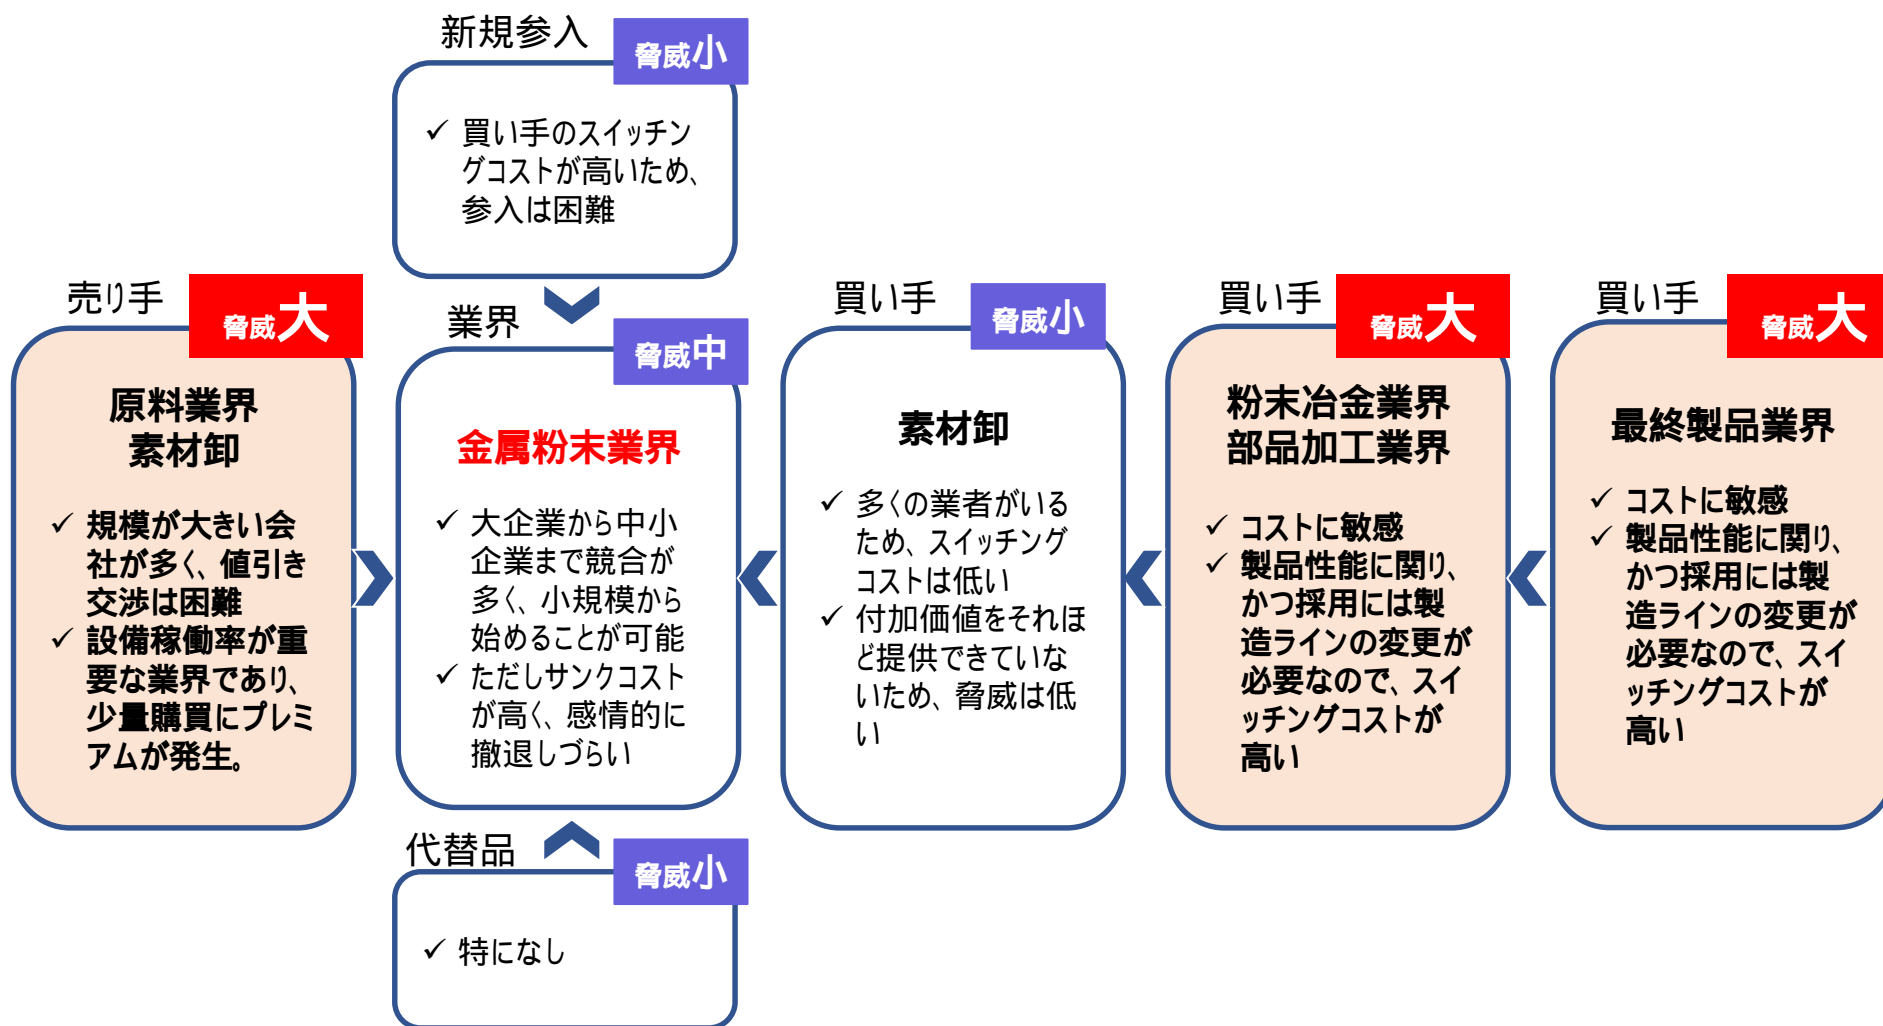 新規参入
脅威小
買い手のスイッチン
グコストが高いため、
参入は困難
売り手
脅威大
原料業界
素材卸
規模が大きい会
社が多く、値引き
交渉は困難
設備稼働率が重
要な業界であり、
少量購買にプレミ
アムが発生。
業界
脅威中
金属粉末業界
大企業から中小
企業まで競合が
多く、小規模から
始めることが可能
ただしサンクコスト
が高く、感情的に
撤退しづらい
買い手
脅威小
素材卸
多くの業者がいる
ため、スイッチング
コストは低い
付加価値をそれほ
ど提供できていな
いため、脅威は低
い
買い手
脅威大
粉末冶金業界
部品加工業界
コストに敏感
製品性能に関り、
かつ採用には製
造ラインの変更が
必要なので、スイ
ッチングコストが
高い
買い手
脅威大
最終製品業界
コストに敏感
製品性能に関り、
かつ採用には製
造ラインの変更が
必要なので、スイ
ッチングコストが
高い
代替品
脅威小
特になし